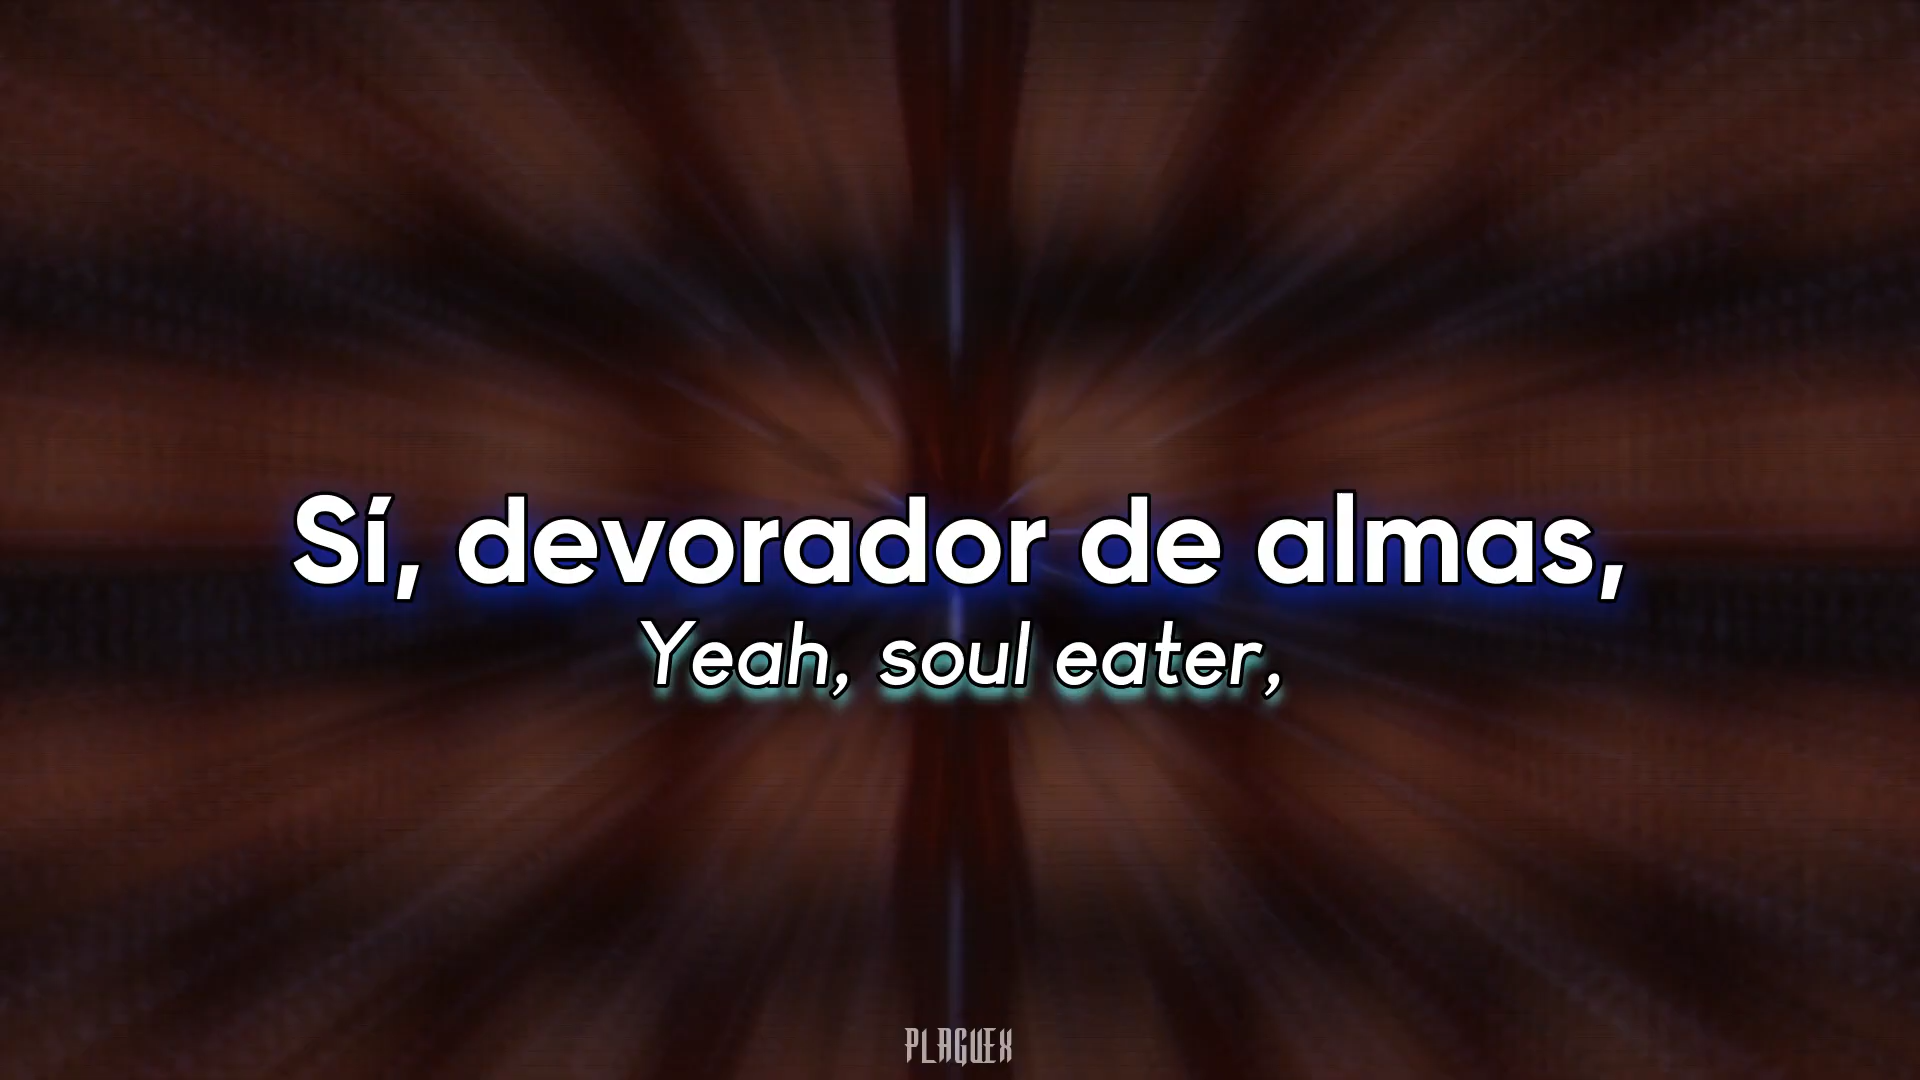 Sí, devorador de almas,
Yeah, soul eater,
PLAGUEX